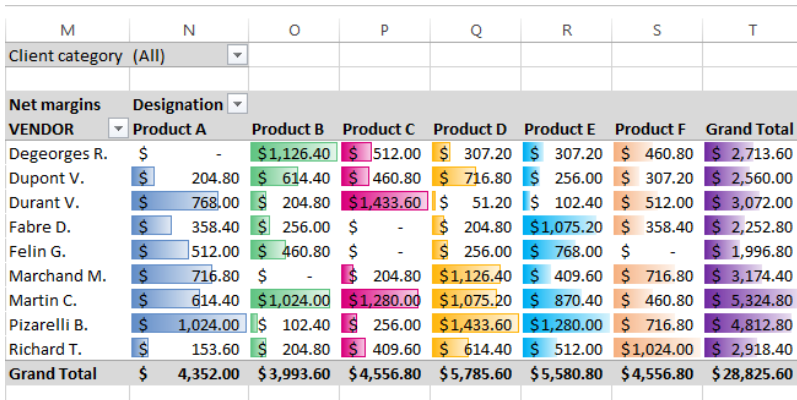 M N O P Q R S T
Client category (All)
Net margins Designation
VENDOR Product A Product B Product C Product D Product E Product F Grand Total
Degeorges R. $ - $1,126.40 $ 512.00 $ 307.20 $ 307.20 $ 460.80 $ 2,713.60
Dupont V. $ 204.80 $ 614.40 $ 460.80 $ 716.80 $ 256.00 $ 307.20 $ 2,560.00
Durant V. $ 768.00 $ 204.80 $1,433.60 $ 51.20 $ 102.40 $ 512.00 $ 3,072.00
Fabre D. $ 358.40 $ 256.00 $ - $ 204.80 $1,075.20 $ 358.40 $ 2,252.80
Felin G. $ 512.00 $ 460.80 $ - $ 256.00 $ 768.00 $ - $ 1,996.80
Marchand M. $ 716.80 $ - $ 204.80 $1,126.40 $ 409.60 $ 716.80 $ 3,174.40
Martin C. $ 614.40 $1,024.00 $1,280.00 $1,075.20 $ 870.40 $ 460.80 $ 5,324.80
Pizarelli B. $ 1,024.00 $ 102.40 $ 256.00 $1,433.60 $1,280.00 $ 716.80 $ 4,812.80
Richard T. $ 153.60 $ 204.80 $ 409.60 $ 614.40 $ 512.00 $1,024.00 $ 2,918.40
Grand Total $ 4,352.00 $3,993.60 $4,556.80 $5,785.60 $5,580.80 $4,556.80 $28,825.60